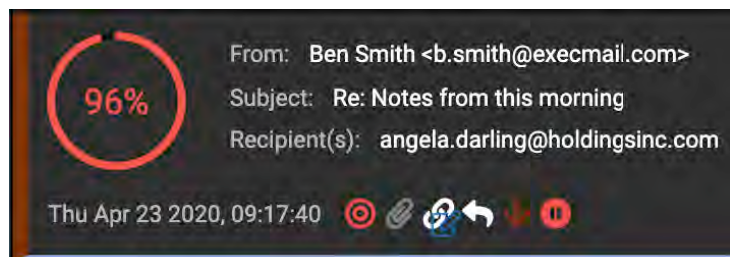 From: Ben Smith <b.smith@execmail.com>
96%
Subject: Re: Notes from this morning
Recipient(s): angela.darling@holdingsinc.com
Thu Apr 23 2020, 09:17:40